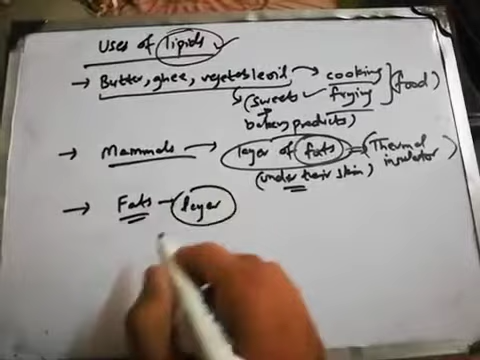 Uses of lipids
→ Butter, ghee, vegetable oil → cooking
(sweets frying
bakery products)
(food)
→ Mammals → layer of fats = (Thermal
insulator)
(under their skin)
→ Fats → layer